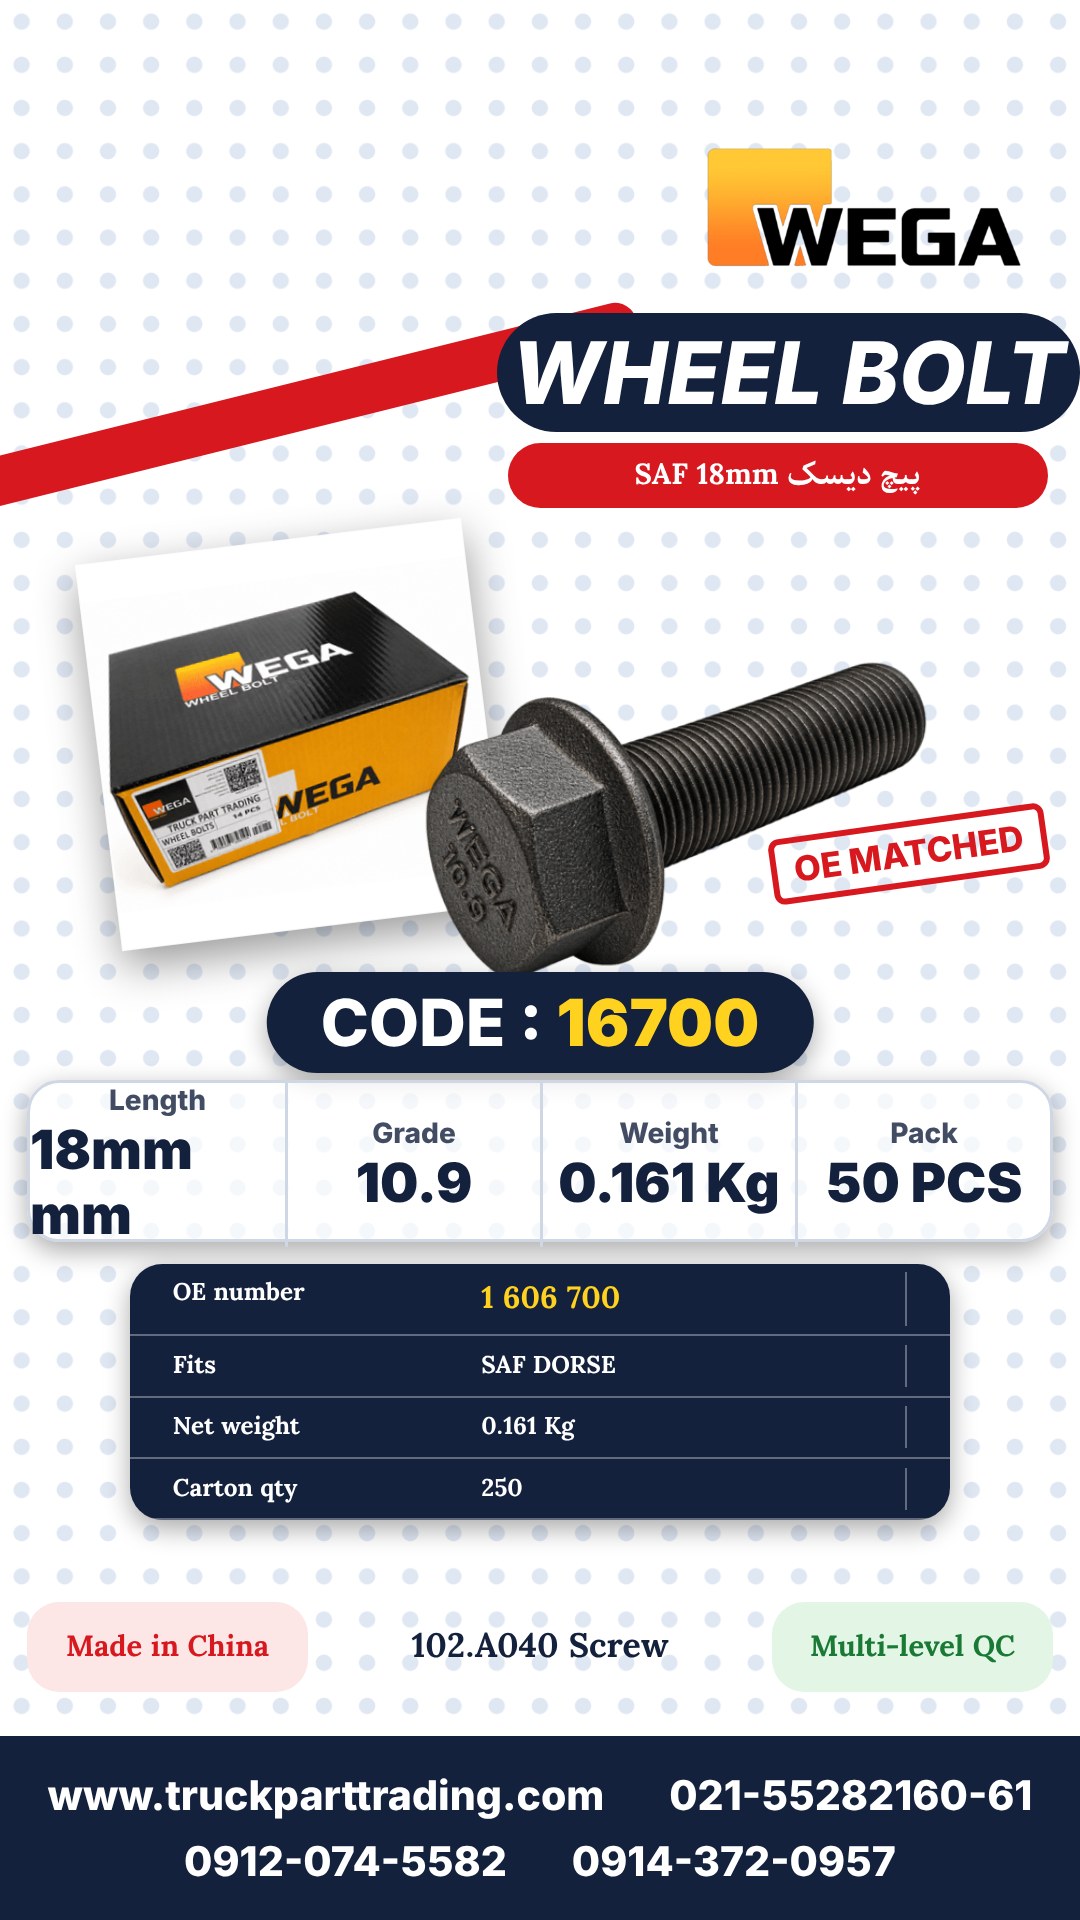 WEGA
WHEEL BOLT
پیچ دیسک SAF 18mm
WEGA
WHEEL BOLT
WEGA
WEGA
TRUCK PART TRADING
WHEEL BOLTS
14 PCS
WEGA
10.9
OE MATCHED
CODE : 16700
Length
18mm
mm
Grade
10.9
Weight
0.161 Kg
Pack
50 PCS
OE number 1 606 700
Fits SAF DORSE
Net weight 0.161 Kg
Carton qty 250
Made in China
102.A040 Screw
Multi-level QC
www.truckparttrading.com 021-55282160-61
0912-074-5582 0914-372-0957